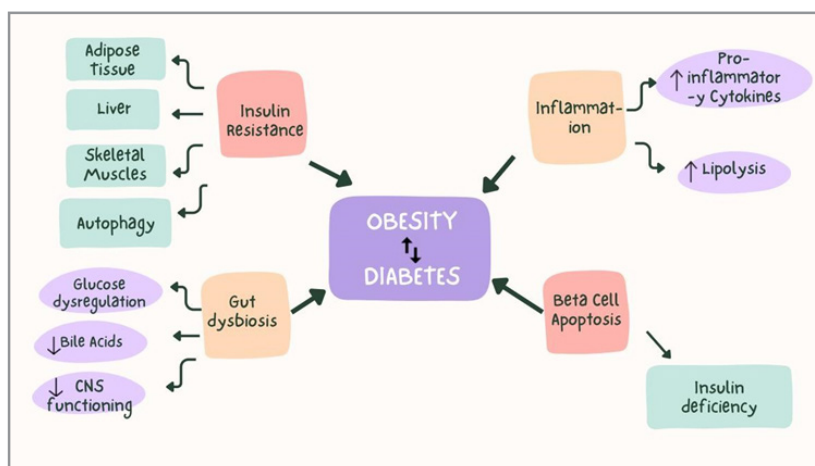 Adipose
Tissue
Liver
Skeletal
Muscles
Autophagy
Insulin
Resistance
Inflammat-
ion
Pro-
↑ inflammator
-y Cytokines
↑ Lipolysis
OBESITY
↑↓
DIABETES
Glucose
dysregulation
↓Bile Acids
↓ CNS
functioning
Gut
dysbiosis
Beta Cell
Apoptosis
Insulin
deficiency